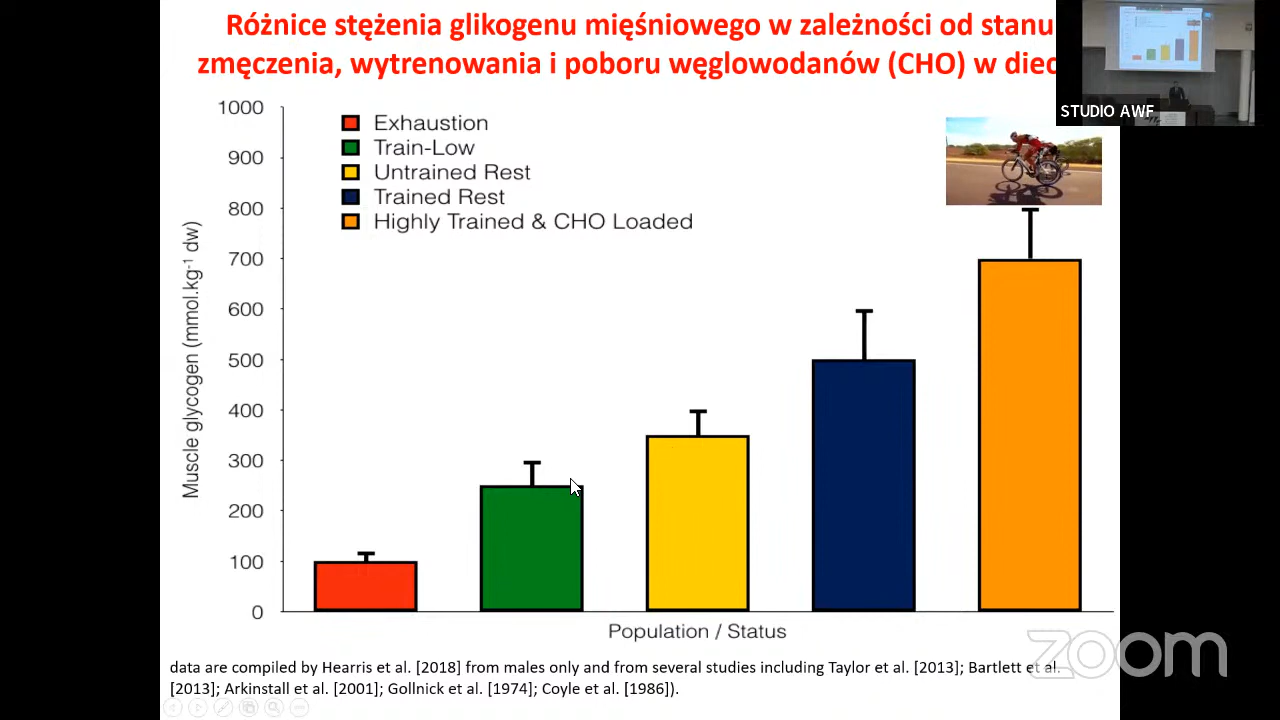 Różnice stężenia glikogenu mięśniowego w zależności od stanu
zmęczenia, wytrenowania i poboru węglowodanów (CHO) w
STUDIO AWF
1000
900
800
700
600
500
400
300
200
100
0
Muscle glycogen (mmol.kg⁻¹ dw)
Exhaustion
Train-Low
Untrained Rest
Trained Rest
Highly Trained & CHO Loaded
Population / Status
zoom
data are compiled by Hearris et al. [2018] from males only and from several studies including Taylor et al. [2013]; Bartlett et al.
[2013]; Arkinstall et al. [2001]; Gollnick et al. [1974]; Coyle et al. [1986]).